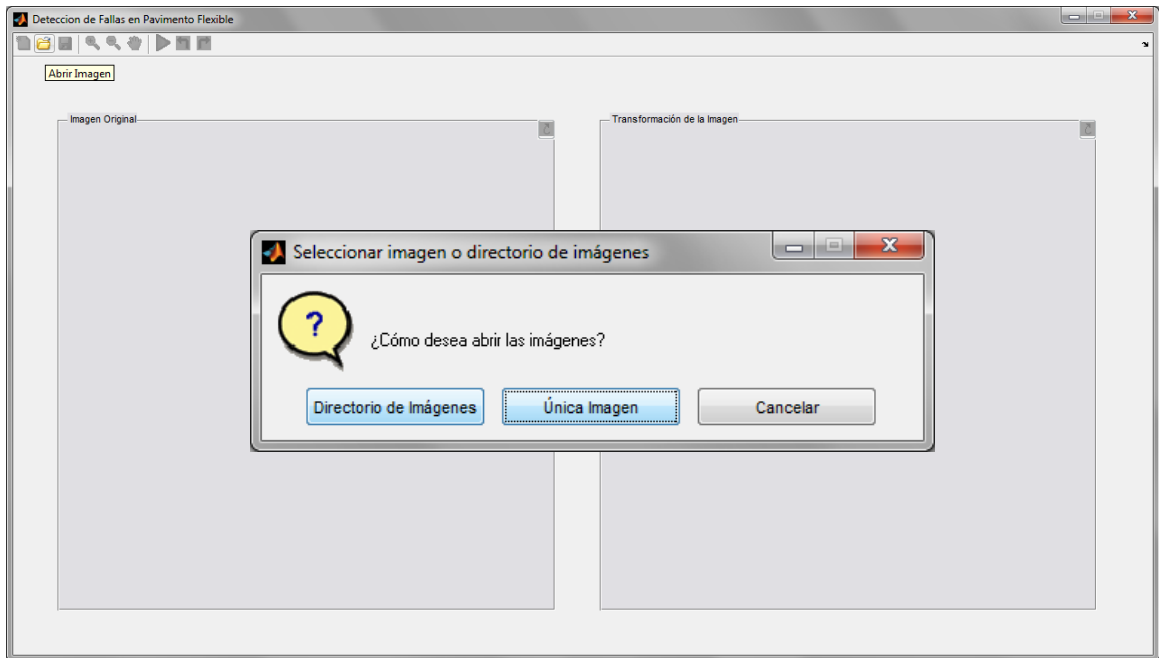 Deteccion de Fallas en Pavimento Flexible
Abrir Imagen
Imagen Original
Transformación de la Imagen
Seleccionar imagen o directorio de imágenes
?
¿Cómo desea abrir las imágenes?
Directorio de Imágenes
Única Imagen
Cancelar